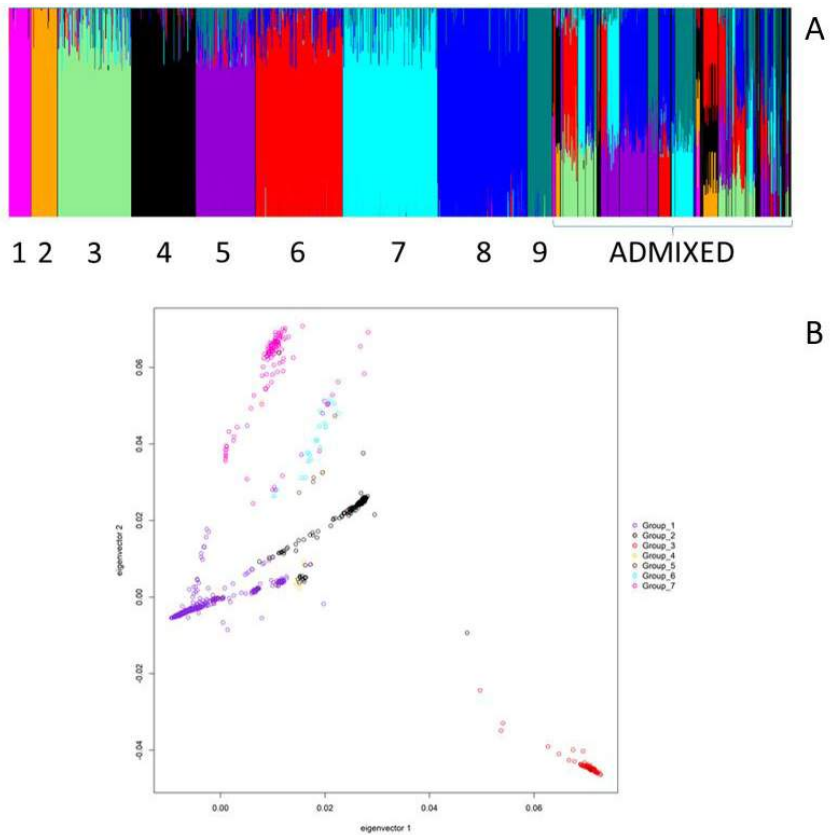 A
1 2 3 4 5 6 7 8 9 ADMIXED
B
eigenvector 2
0.06
0.04
0.02
0.00
-0.02
-0.04
Group_1
Group_2
Group_3
Group_4
Group_5
Group_6
Group_7
0.00 0.02 0.04 0.06
eigenvector 1